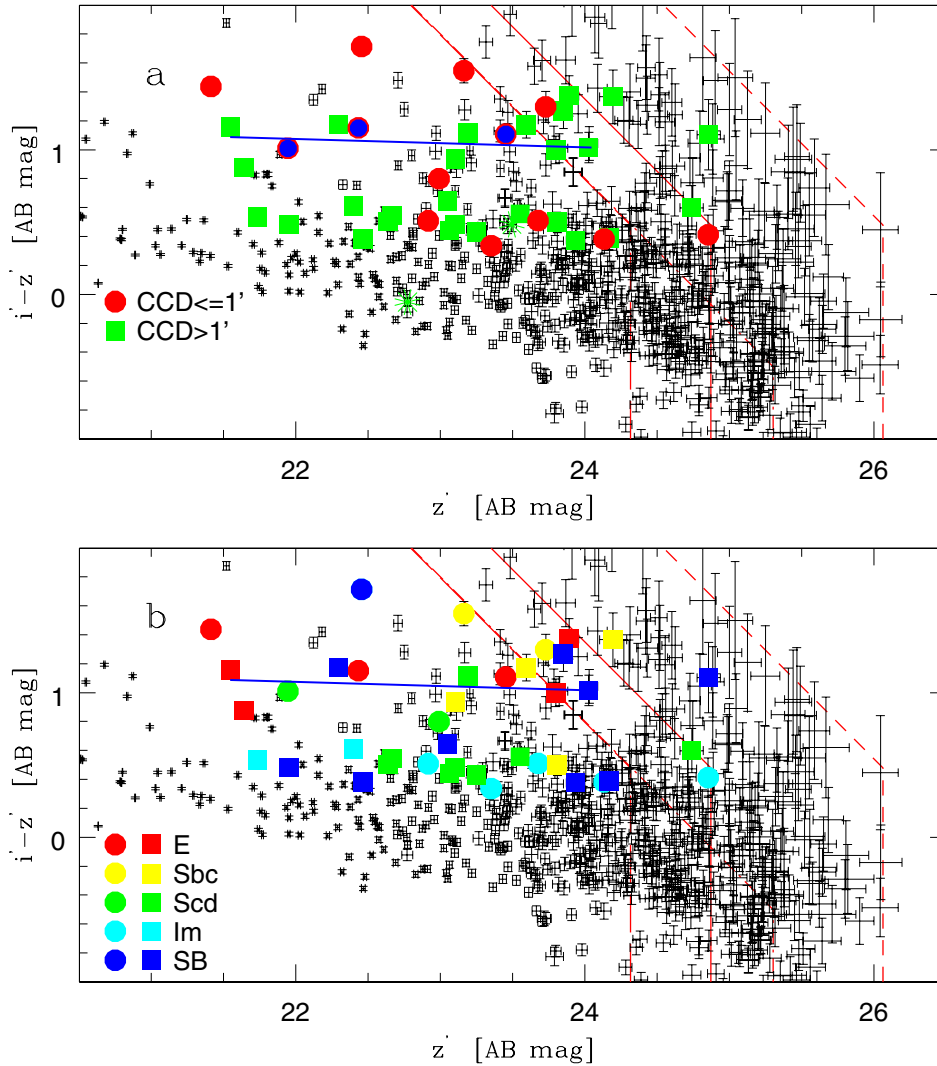 a
i'-z' [AB mag]
1
0
CCD<=1'
CCD>1'
22
24
26
z' [AB mag]
b
i'-z' [AB mag]
1
0
E
Sbc
Scd
Im
SB
22
24
26
z' [AB mag]